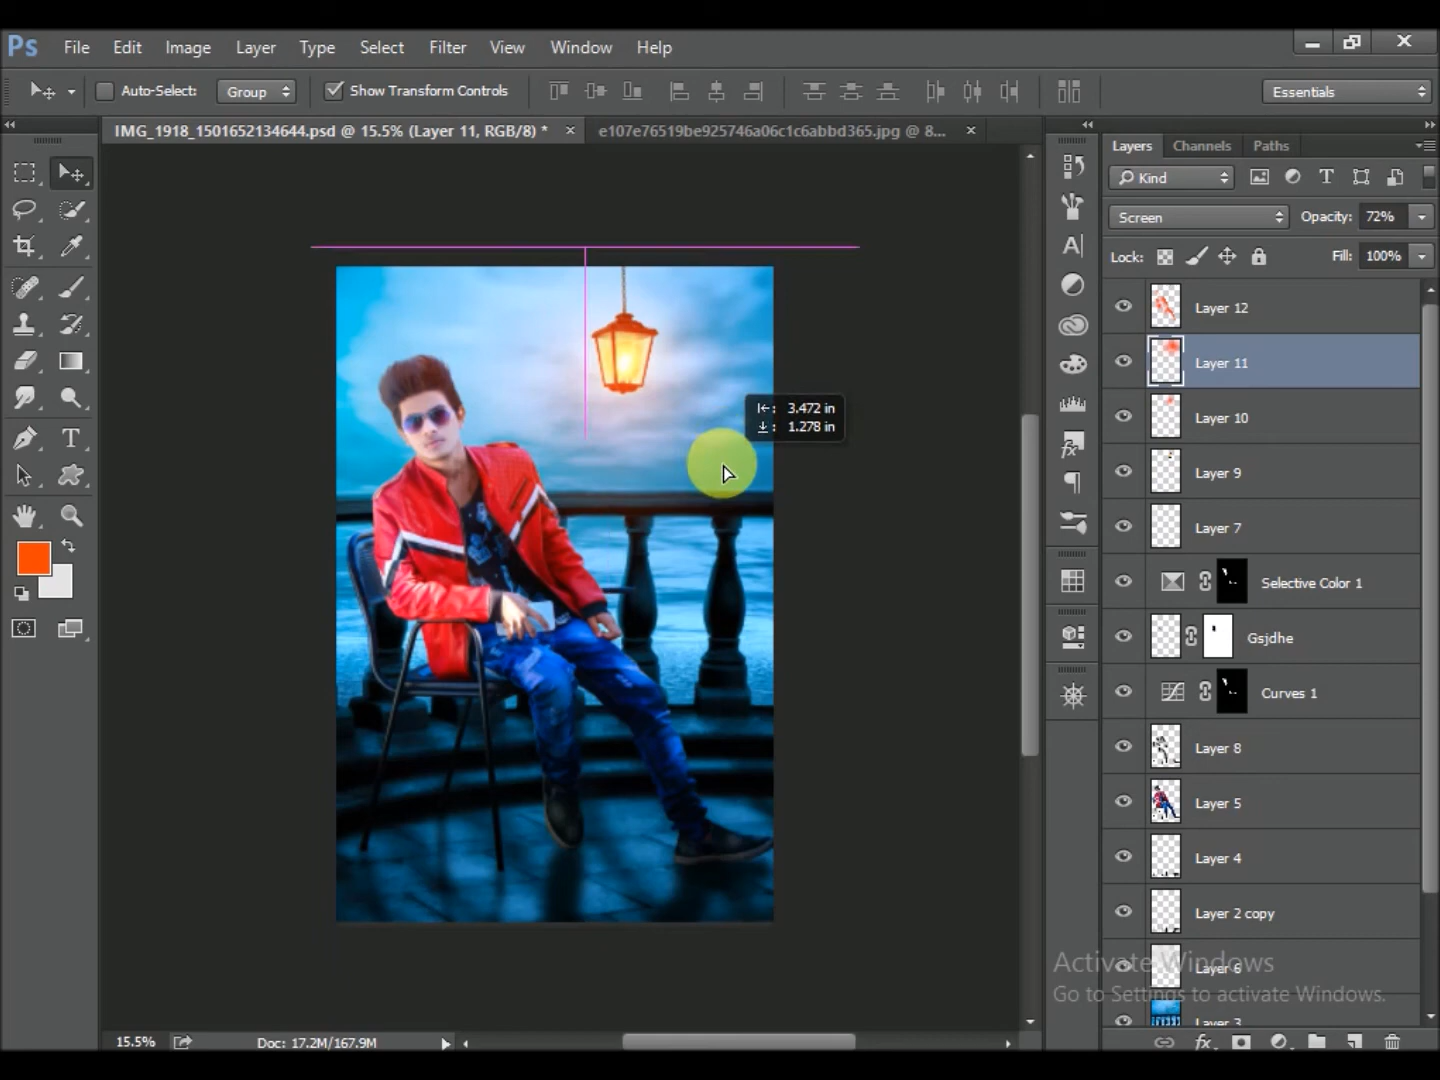 Ps File Edit Image Layer Type Select Filter View Window Help
Auto-Select: Group Show Transform Controls Essentials
IMG_1918_1501652134644.psd @ 15.5% (Layer 11, RGB/8) * × e107e76519be925746a06c1c6abbd365.jpg @ 8... ×
Layers Channels Paths
Kind
Screen Opacity: 72%
Lock: Fill: 100%
Layer 12
Layer 11
3.472 in
1.278 in
Layer 10
Layer 9
Layer 7
Selective Color 1
Gsjdhe
Curves 1
Layer 8
Layer 5
Layer 4
Layer 2 copy
Layer 6
Activate Windows
Go to Settings to activate Windows.
Layer 3
15.5% Doc: 17.2M/167.9M